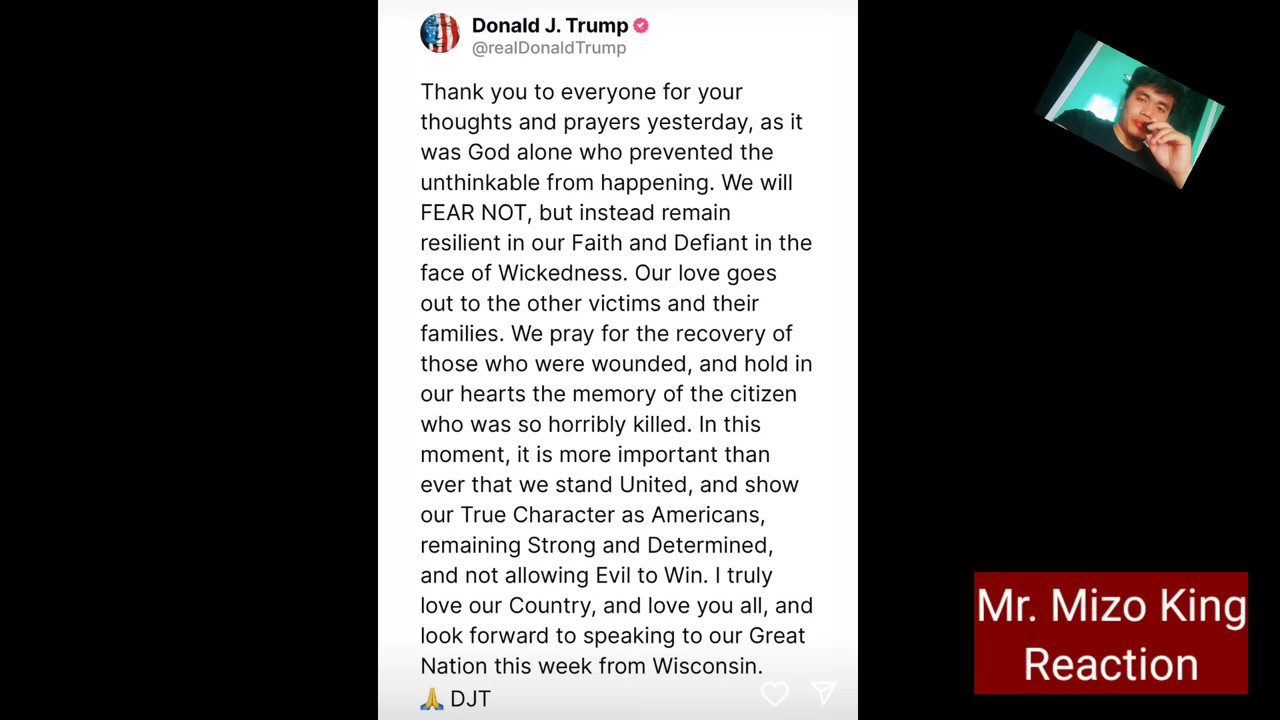 Donald J. Trump
@realDonaldTrump
Thank you to everyone for your
thoughts and prayers yesterday, as it
was God alone who prevented the
unthinkable from happening. We will
FEAR NOT, but instead remain
resilient in our Faith and Defiant in the
face of Wickedness. Our love goes
out to the other victims and their
families. We pray for the recovery of
those who were wounded, and hold in
our hearts the memory of the citizen
who was so horribly killed. In this
moment, it is more important than
ever that we stand United, and show
our True Character as Americans,
remaining Strong and Determined,
and not allowing Evil to Win. I truly
love our Country, and love you all, and
look forward to speaking to our Great
Nation this week from Wisconsin.
🙏 DJT
Mr. Mizo King
Reaction